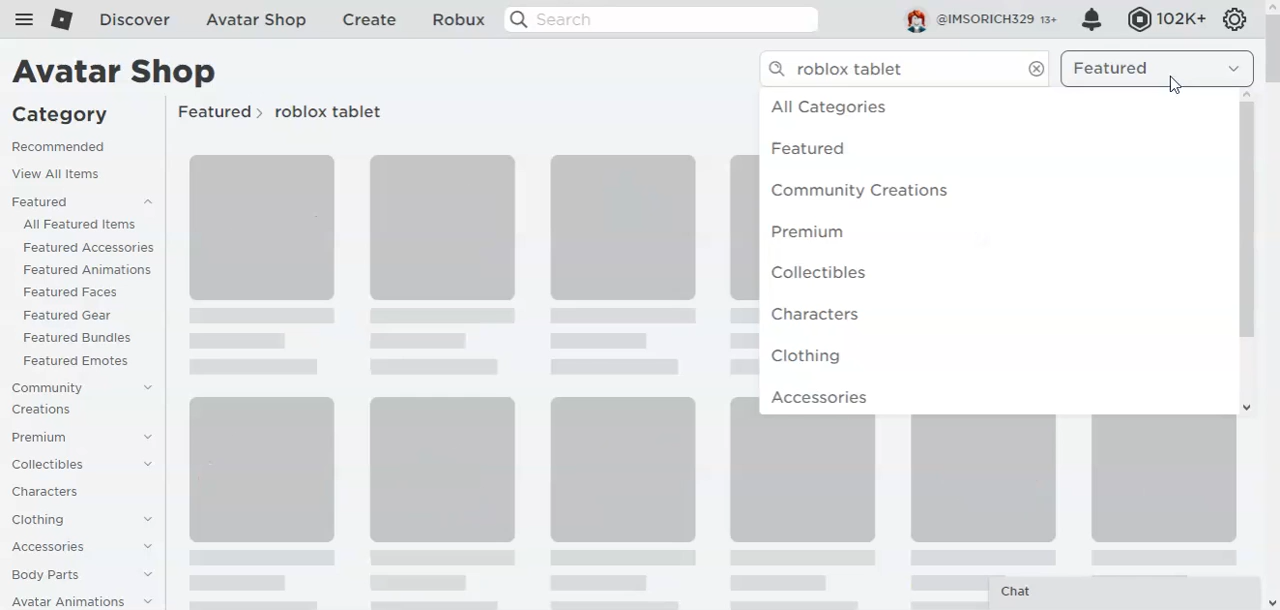 Discover Avatar Shop Create Robux Search @IMSORICH329 13+ 102K+
Avatar Shop
roblox tablet
Featured
Category
Featured > roblox tablet
Recommended
View All Items
Featured
All Featured Items
Featured Accessories
Featured Animations
Featured Faces
Featured Gear
Featured Bundles
Featured Emotes
Community
Creations
Premium
Collectibles
Characters
Clothing
Accessories
Body Parts
Avatar Animations
All Categories
Featured
Community Creations
Premium
Collectibles
Characters
Clothing
Accessories
Chat